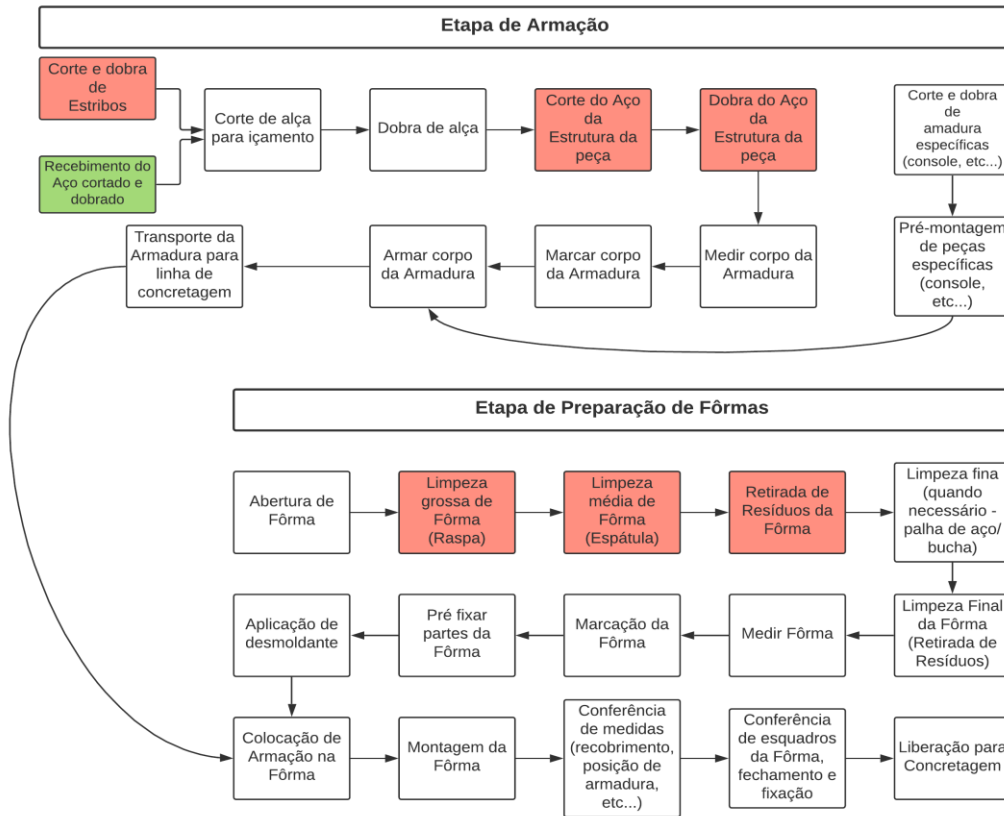 Etapa de Armação
Corte e dobra
de
Estribos
Recebimento do
Aço cortado e
dobrado
Corte de alça
para içamento
Dobra de alça
Corte do Aço
da
Estrutura da
peça
Dobra do Aço
da
Estrutura da
peça
Corte e dobra
de
amadura
específicas
(console, etc...)
Transporte da
Armadura para
linha de
concretagem
Armar corpo
da Armadura
Marcar corpo
da Armadura
Medir corpo da
Armadura
Pré-montagem
de peças
específicas
(console,
etc...)
Etapa de Preparação de Fôrmas
Abertura de
Fôrma
Limpeza
grossa de
Fôrma
(Raspa)
Limpeza
média de
Fôrma
(Espátula)
Retirada de
Resíduos da
Fôrma
Limpeza fina
(quando
necessário -
palha de aço/
bucha)
Aplicação de
desmoldante
Pré fixar
partes da
Fôrma
Marcação da
Fôrma
Medir Fôrma
Limpeza Final
da Fôrma
(Retirada de
Resíduos)
Colocação de
Armação na
Fôrma
Montagem da
Fôrma
Conferência
de medidas
(recobrimento,
posição de
armadura,
etc...)
Conferência
de esquadros
da Fôrma,
fechamento e
fixação
Liberação para
Concretagem